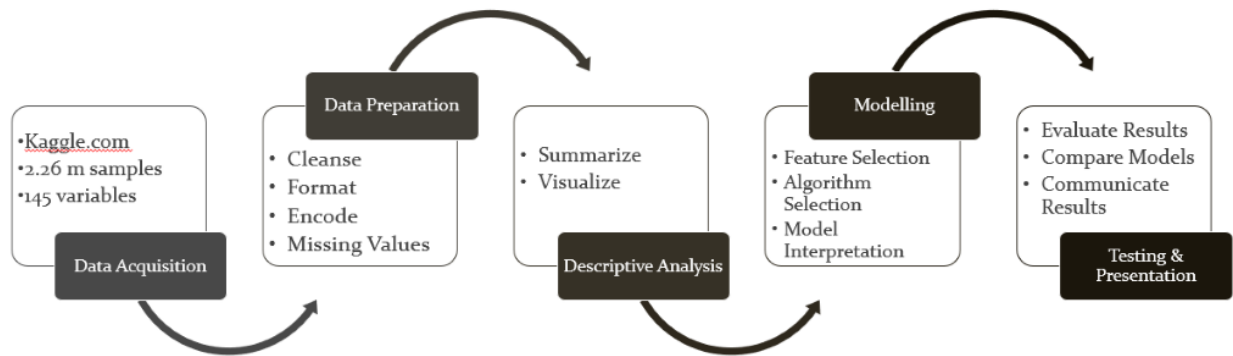 •Kaggle.com
•2.26 m samples
•145 variables
Data Acquisition
Data Preparation
• Cleanse
• Format
• Encode
• Missing Values
• Summarize
• Visualize
Descriptive Analysis
Modelling
• Feature Selection
• Algorithm
Selection
• Model
Interpretation
• Evaluate Results
• Compare Models
• Communicate
Results
Testing &
Presentation